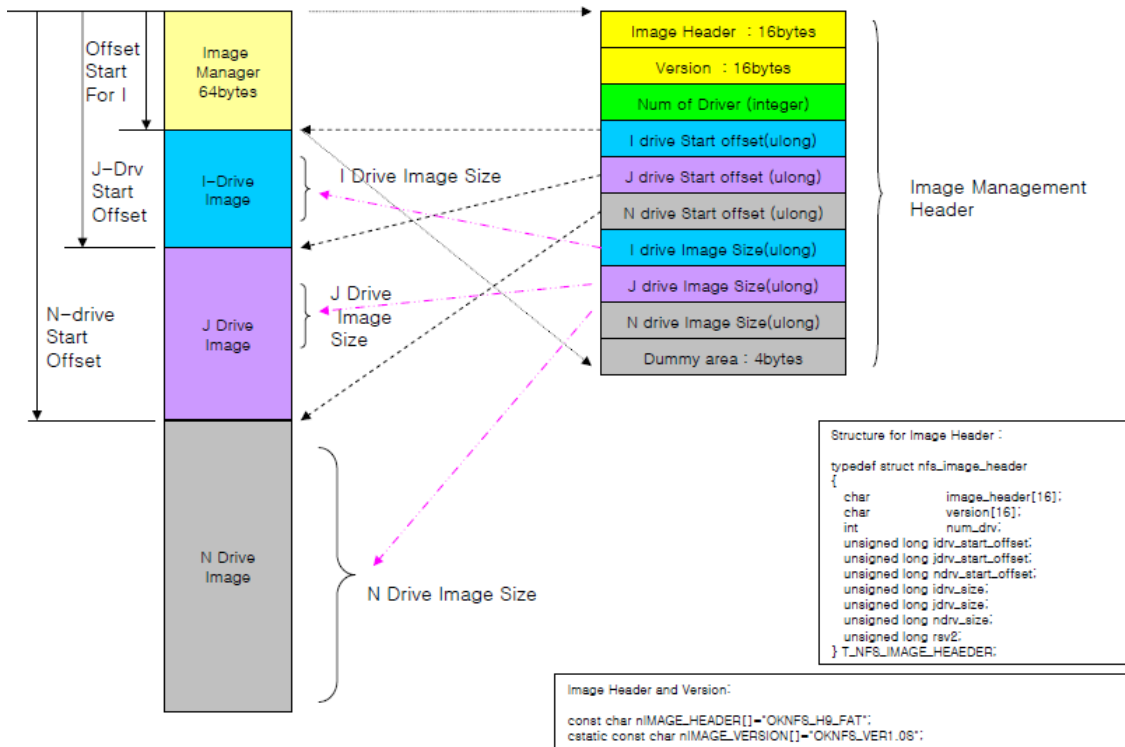 Offset
Start
For I
J-Drv
Start
Offset
N-drive
Start
Offset
Image
Manager
64bytes
I-Drive
Image
J Drive
Image
N Drive
Image
I Drive Image Size
J Drive
Image
Size
N Drive Image Size
Image Header : 16bytes
Version : 16bytes
Num of Driver (integer)
I drive Start offset(ulong)
J drive Start offset (ulong)
N drive Start offset (ulong)
I drive Image Size(ulong)
J drive Image Size(ulong)
N drive Image Size(ulong)
Dummy area : 4bytes
Image Management
Header
Structure for Image Header :
typedef struct nfs_image_header
{
char image_header[16];
char version[16];
int num_drv;
unsigned long idrv_start_offset;
unsigned long jdrv_start_offset;
unsigned long ndrv_start_offset;
unsigned long idrv_size;
unsigned long jdrv_size;
unsigned long ndrv_size;
unsigned long rsv2;
} T_NFS_IMAGE_HEAEDER;
Image Header and Version:
const char nIMAGE_HEADER[]="OKNFS_H9_FAT";
cstatic const char nIMAGE_VERSION[]="OKNFS_VER1.0S";